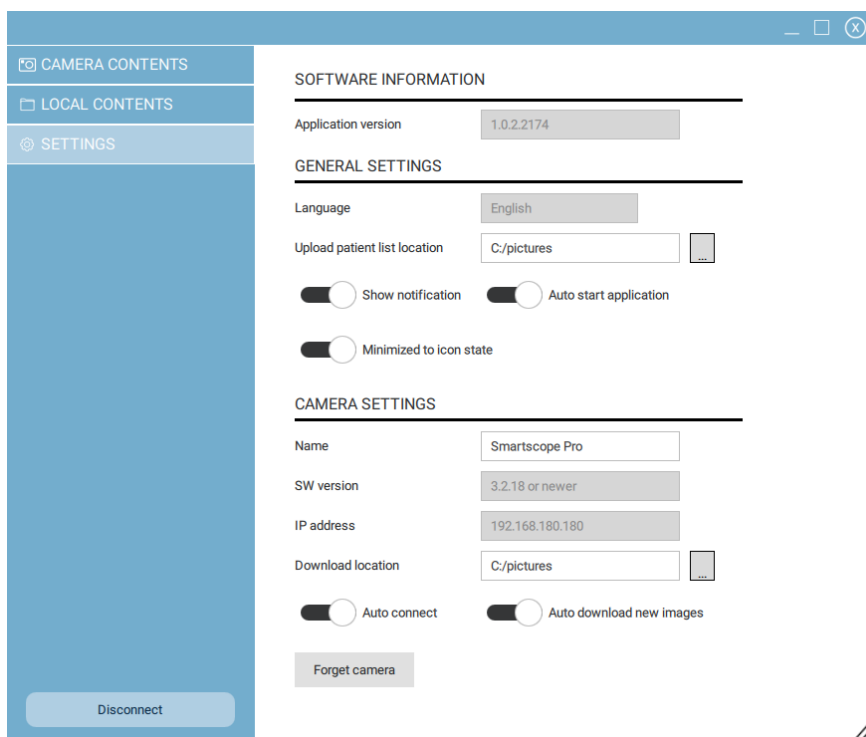 CAMERA CONTENTS
LOCAL CONTENTS
SETTINGS
Disconnect
SOFTWARE INFORMATION
Application version 1.0.2.2174
GENERAL SETTINGS
Language English
Upload patient list location C:/pictures ...
Show notification Auto start application
Minimized to icon state
CAMERA SETTINGS
Name Smartscope Pro
SW version 3.2.18 or newer
IP address 192.168.180.180
Download location C:/pictures ...
Auto connect Auto download new images
Forget camera